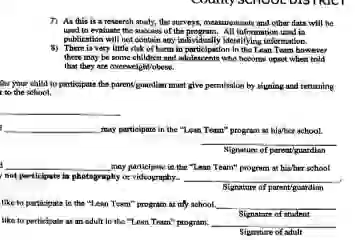 County SCHOOL DISTRICT
7) As this is a research study, the surveys, measurements and other data will be
used to evaluate the success of the program. All information used in
publication will not contain any individually identifying information.
8) There is very little risk of harm in participation in the Lean Team however
there may be some children and adolescents who become upset when told
that they are overweight/obese.
your child to participate the parent/guardian must give permission by signing and returning
to the school.
may participate in the "Lean Team" program at his/her school.
Signature of parent/guardian
may participate in the "Lean Team" program at his/her school
not participate in photography or videography.
Signature of parent/guardian
like to participate in the "Lean Team" program at my school.
Signature of student
like to participate as an adult in the "Lean Team" program.
Signature of adult